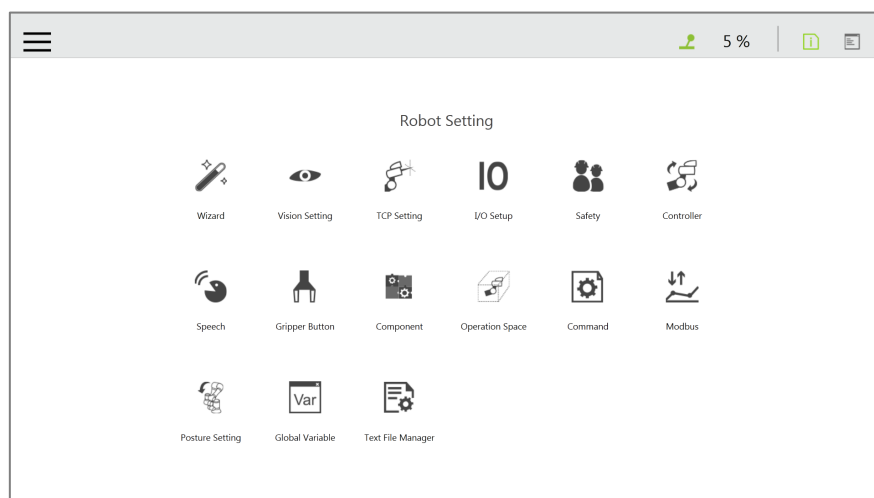 5 %
Robot Setting
IO
Wizard Vision Setting TCP Setting I/O Setup Safety Controller
Speech Gripper Button Component Operation Space Command Modbus
Var
Posture Setting Global Variable Text File Manager